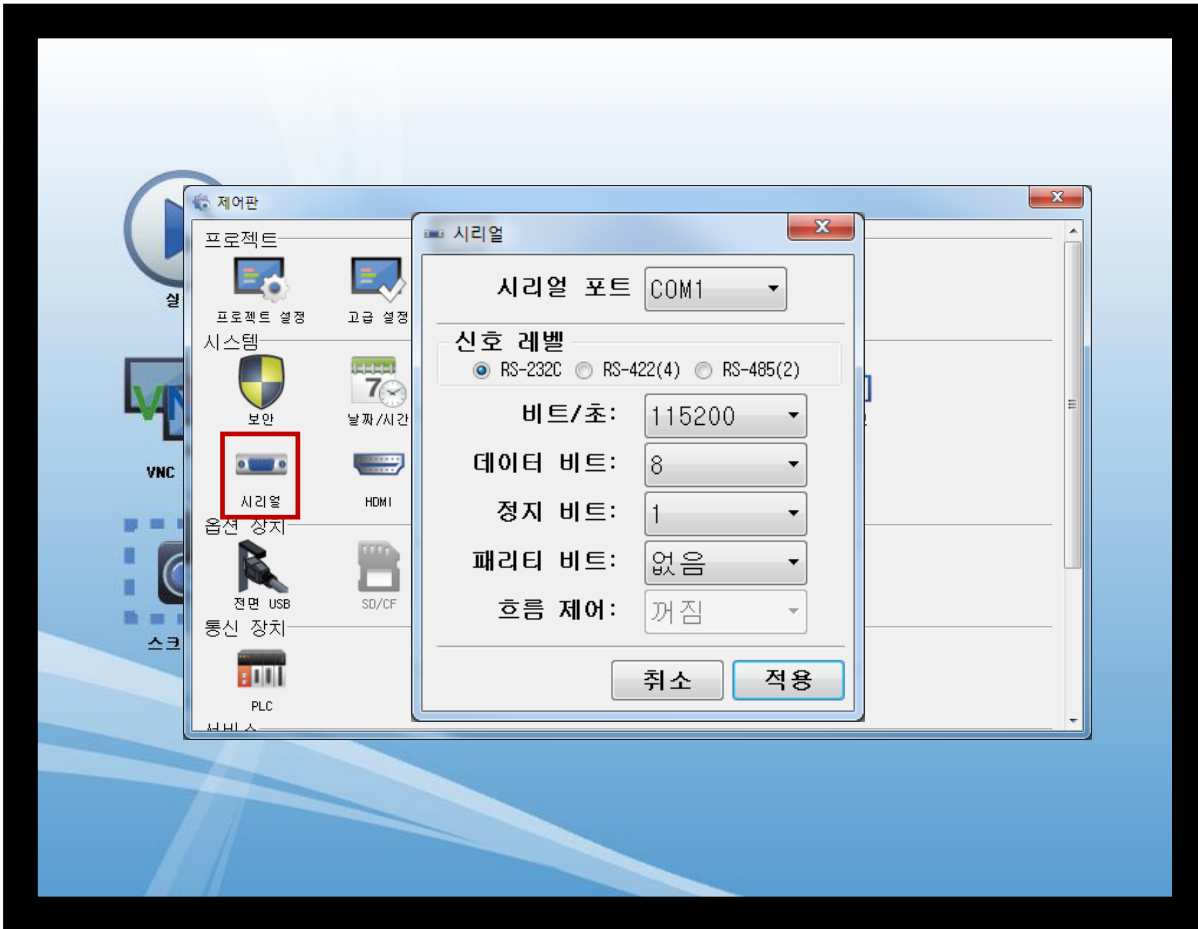 제어판
프로젝트
프로젝트 설정
고급 설정
시스템
보안
날짜/시간
시리얼
HDMI
옵션 장치
전면 USB
SD/CF
통신 장치
PLC
VNC
스크
시리얼
시리얼 포트 COM1
신호 레벨
RS-232C RS-422(4) RS-485(2)
비트/초: 115200
데이터 비트: 8
정지 비트: 1
패리티 비트: 없음
흐름 제어: 꺼짐
취소 적용